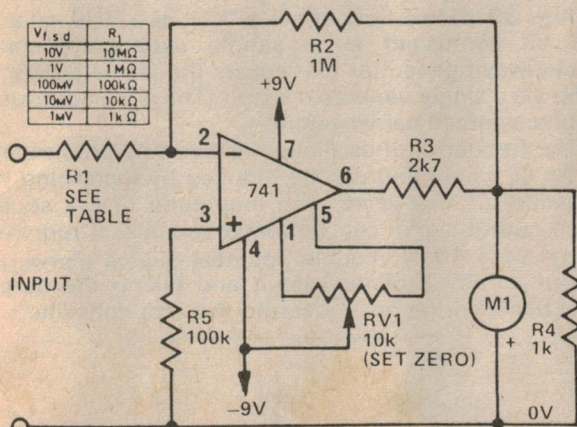 Vfsd R1
10V 10MΩ
1V 1MΩ
100mV 100kΩ
10mV 10kΩ
1mV 1kΩ
R2
1M
+9V
2
7
R1
SEE
TABLE
741
6
R3
2k7
3
4
1
5
INPUT
R5
100k
RV1
10k
(SET ZERO)
M1
+
R4
1k
-9V
0V